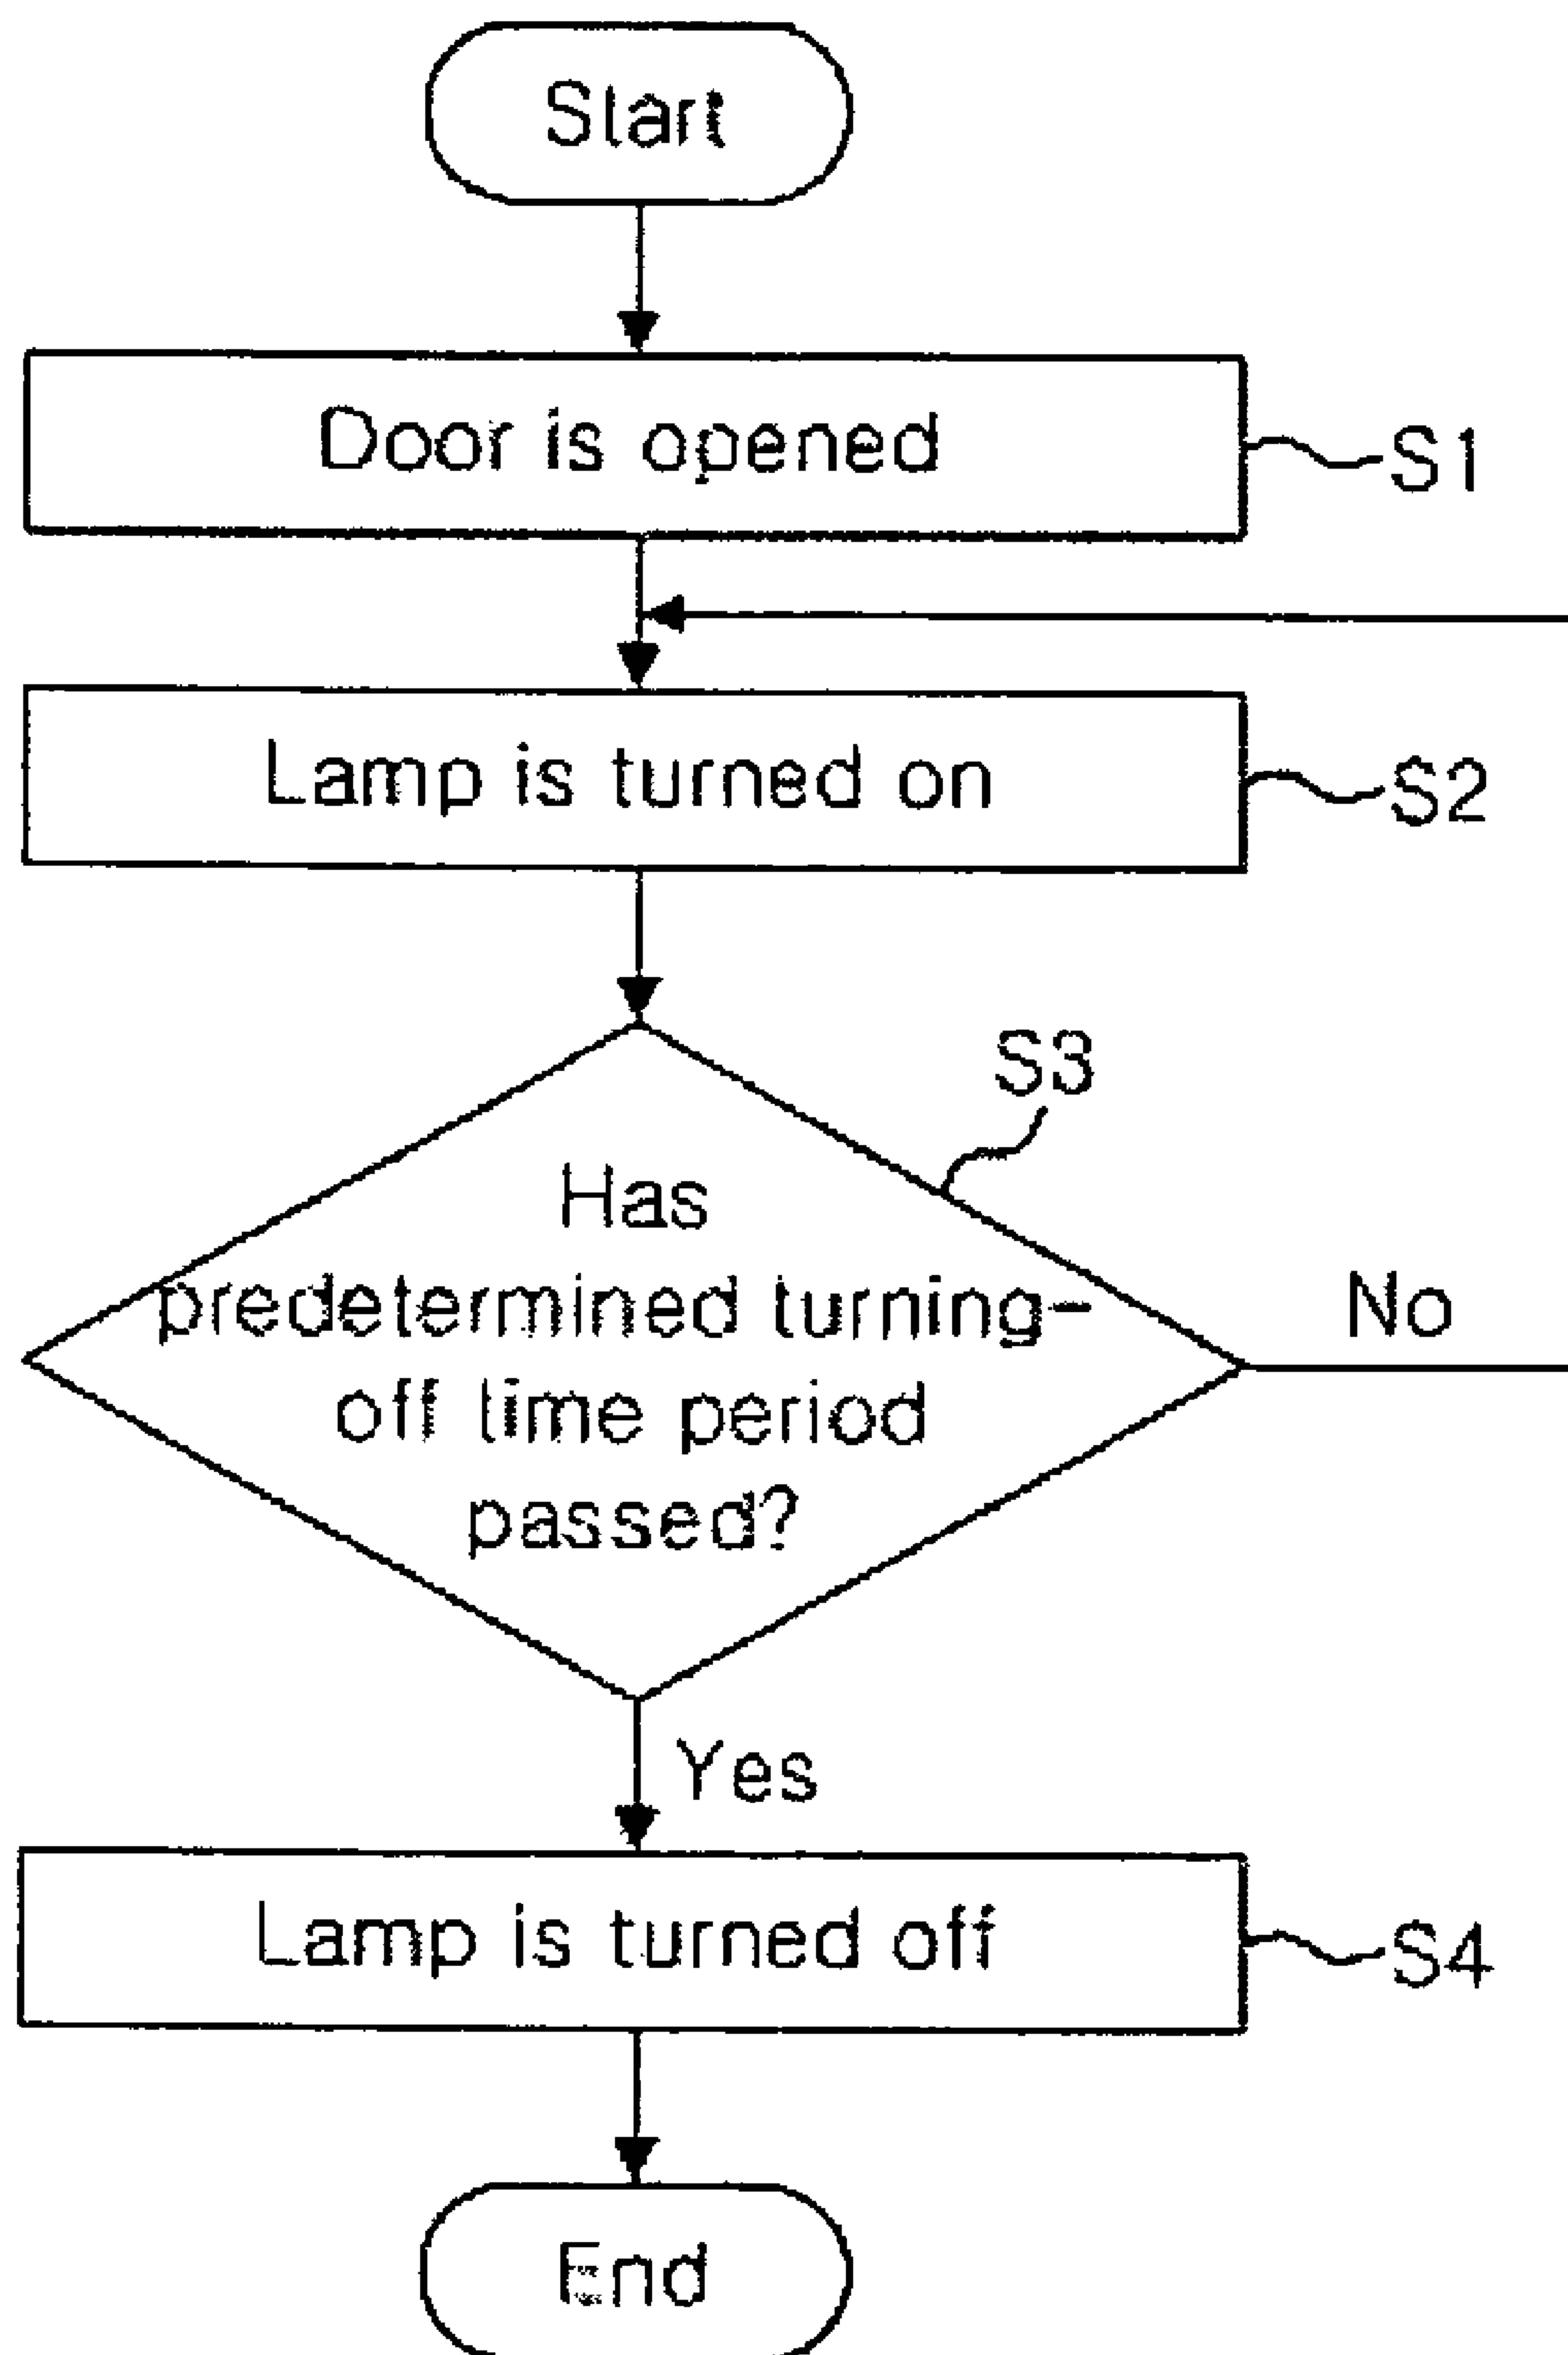 Start
Door is opened
S1
Lamp is turned on
S2
S3
Has
predetermined turning-
off time period
passed?
No
Yes
Lamp is turned off
S4
End